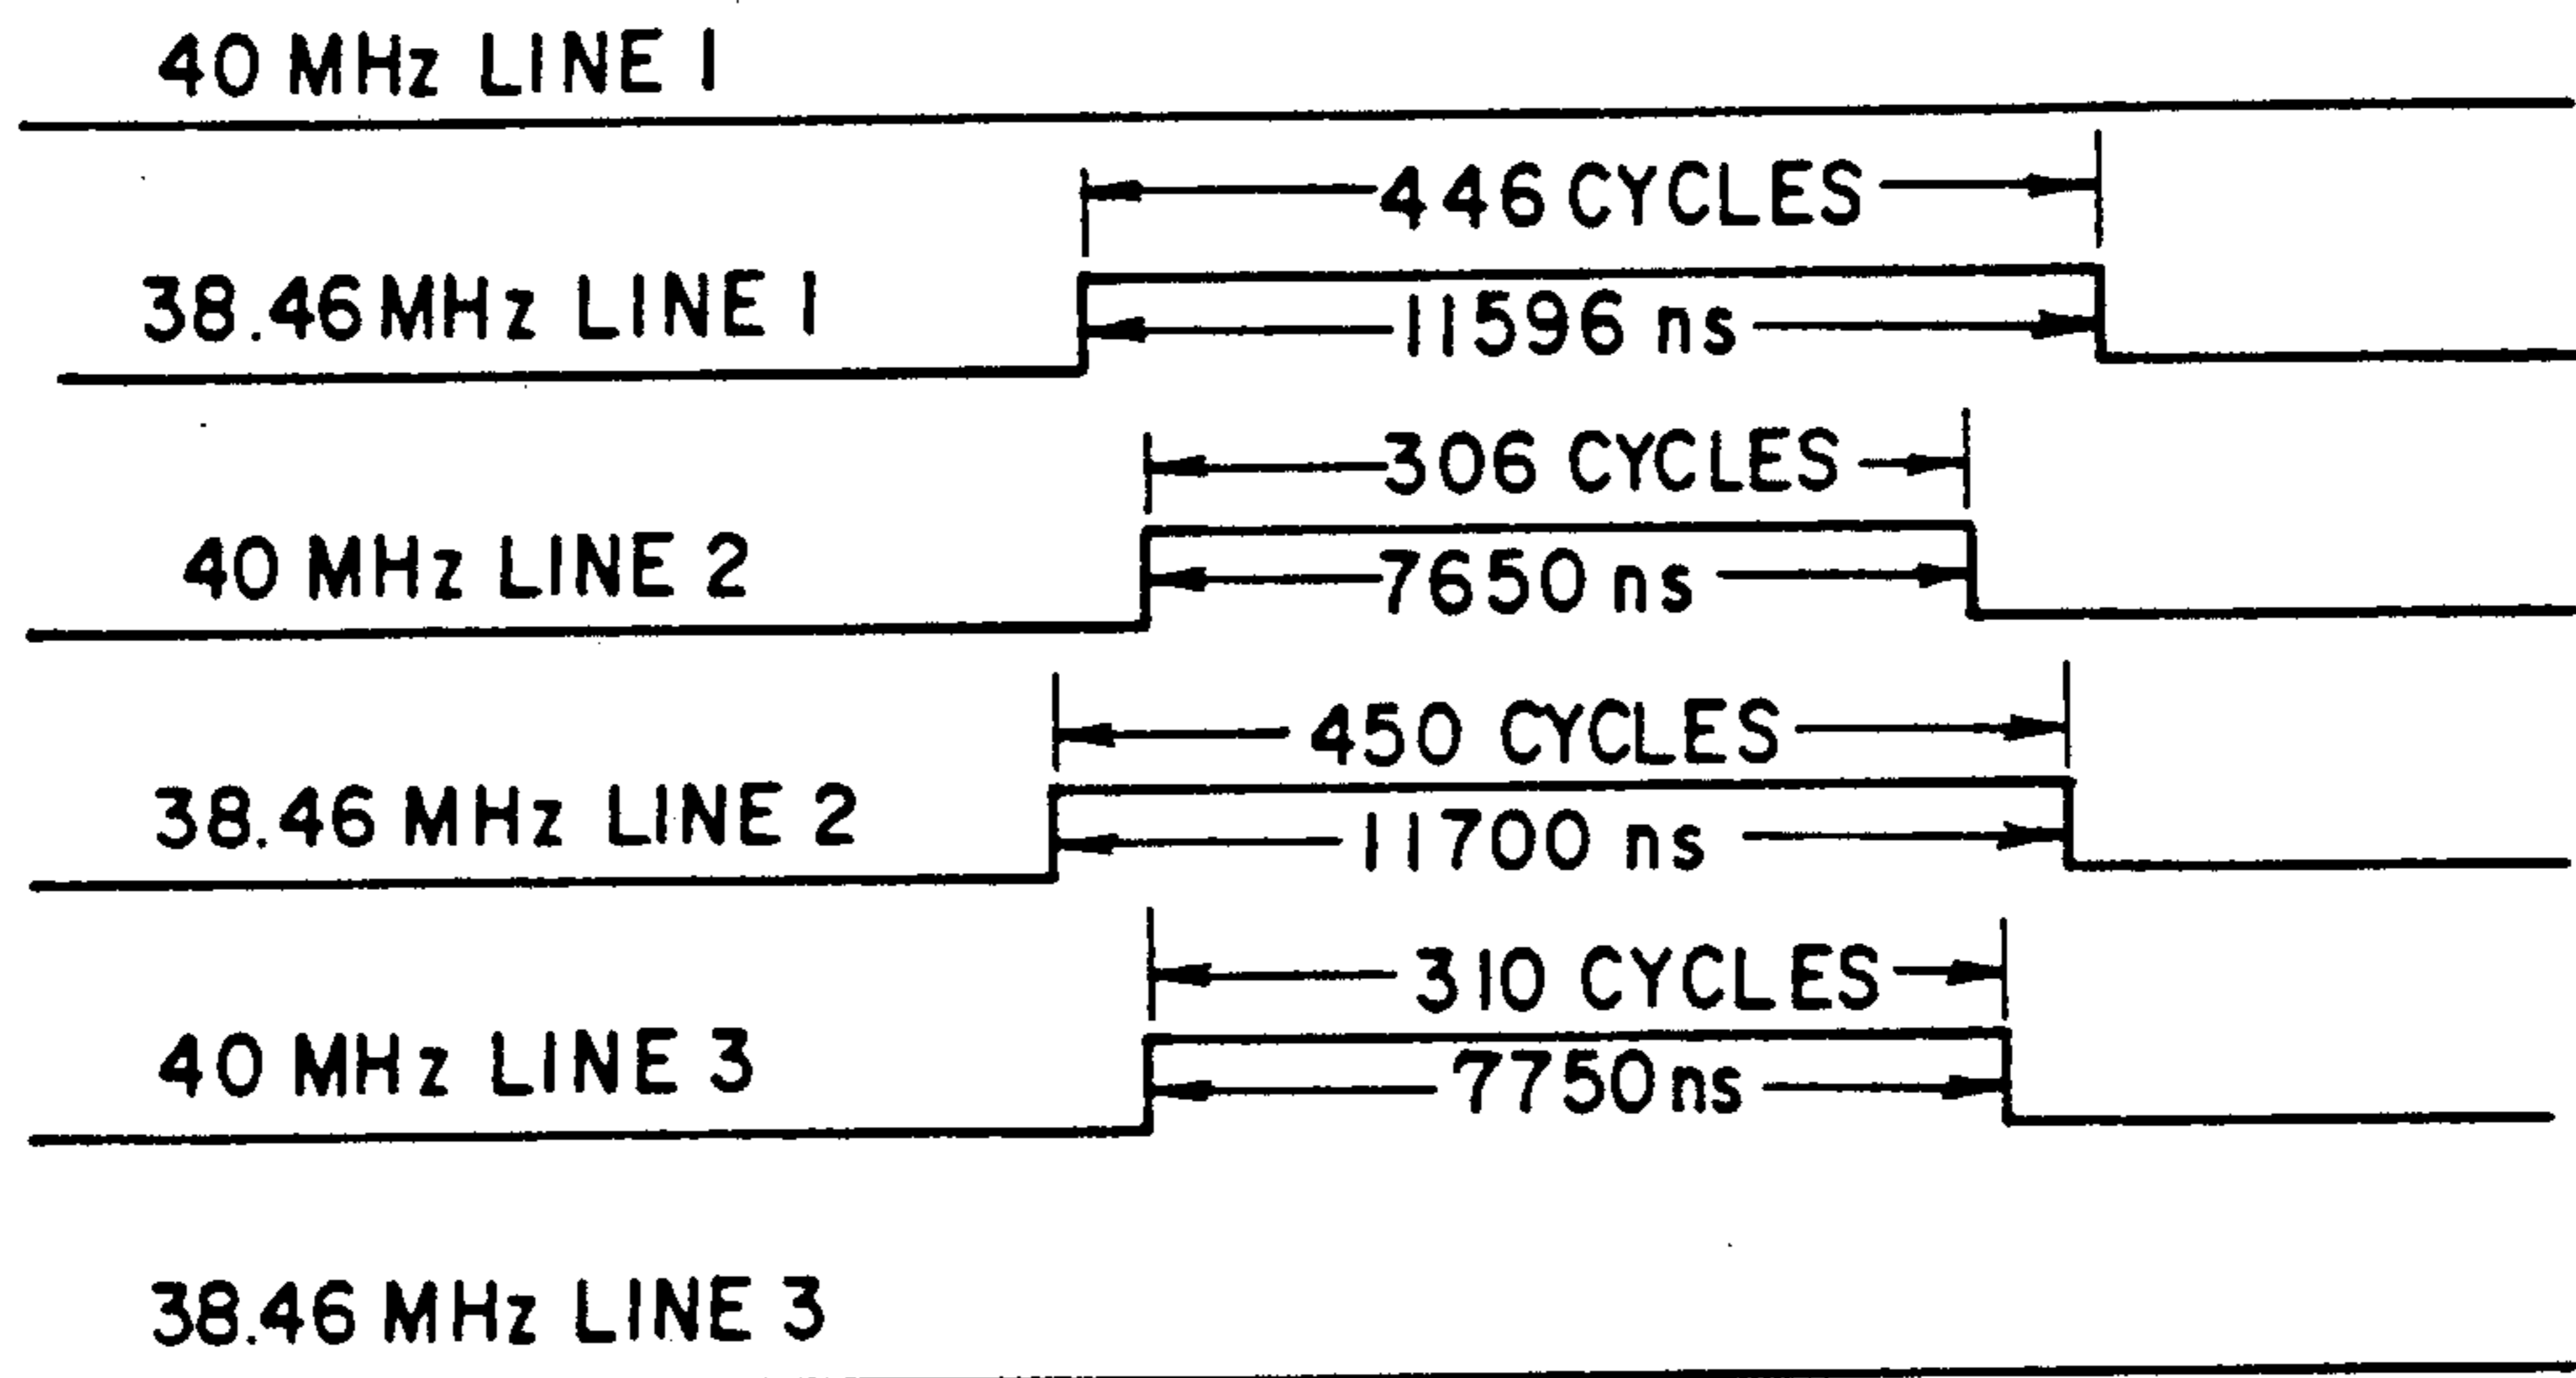 40 MHz LINE 1
446 CYCLES
38.46 MHz LINE 1
11596 ns
306 CYCLES
40 MHz LINE 2
7650 ns
450 CYCLES
38.46 MHz LINE 2
11700 ns
310 CYCLES
40 MHz LINE 3
7750 ns
38.46 MHz LINE 3